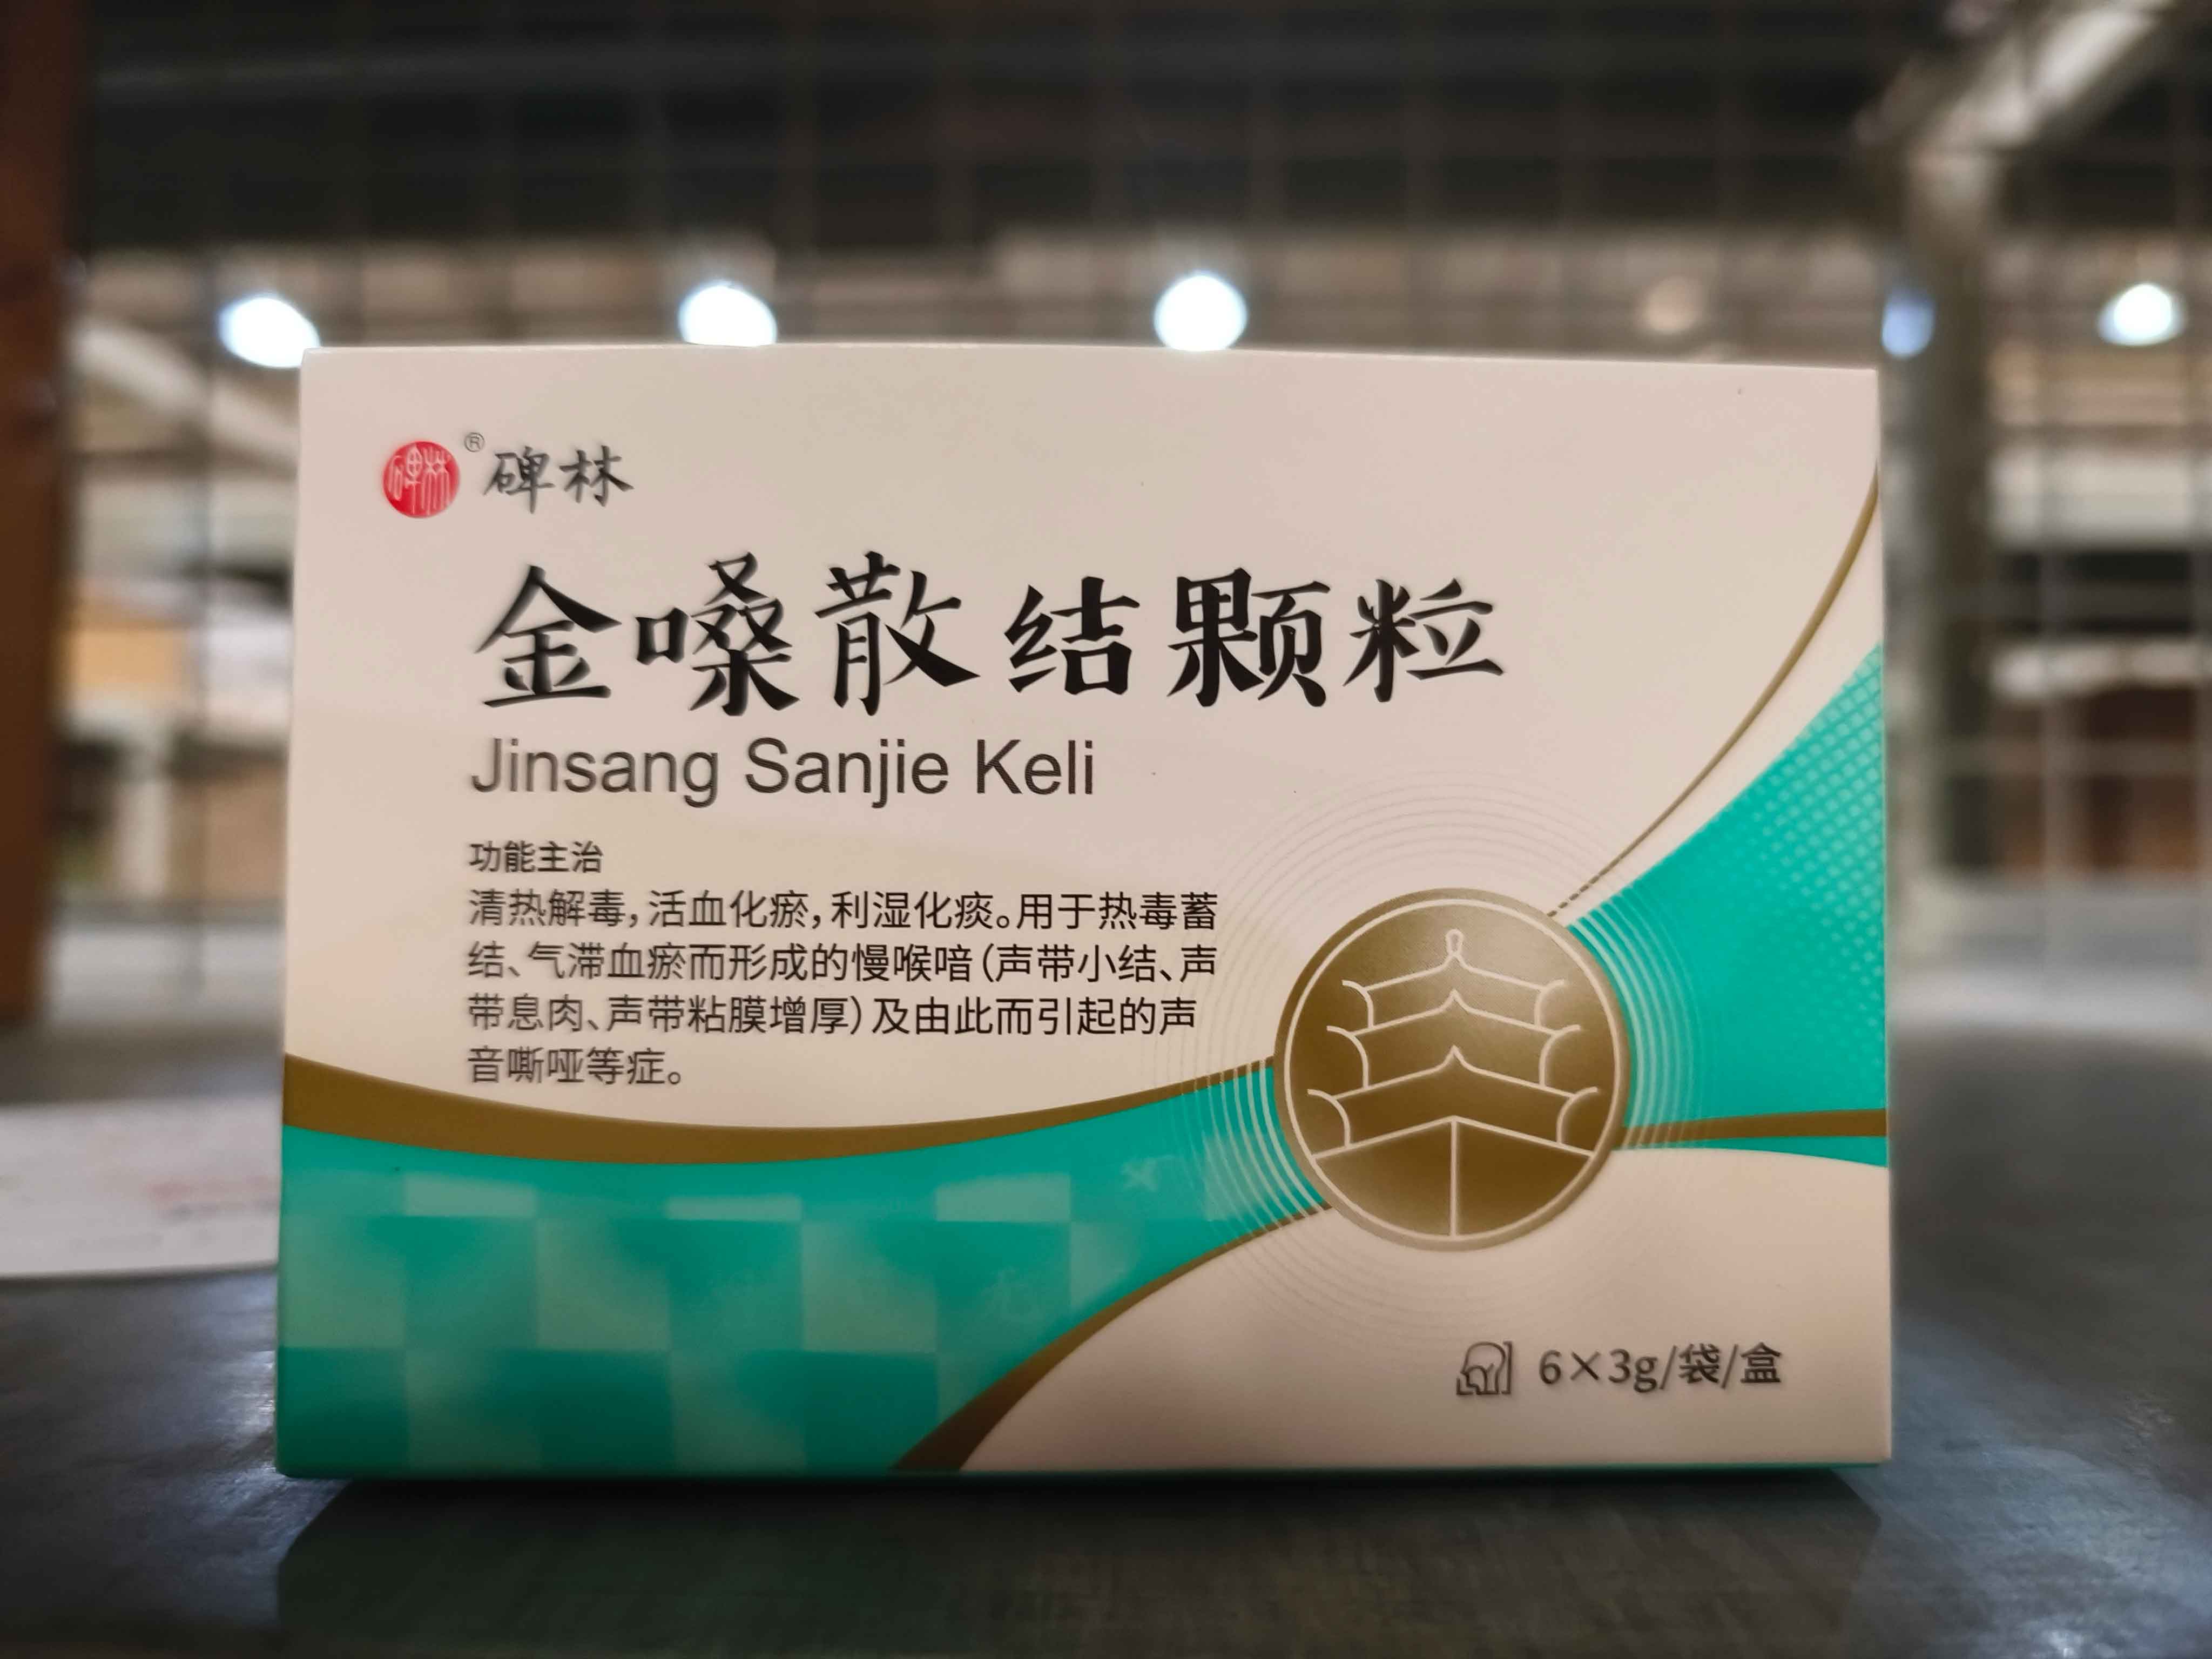 碑林® 碑林
金嗓散结颗粒
Jinsang Sanjie Keli
功能主治
清热解毒,活血化瘀,利湿化痰。用于热毒蓄
结、气滞血瘀而形成的慢喉喑(声带小结、声
带息肉、声带粘膜增厚)及由此而引起的声
音嘶哑等症。
6×3g/袋/盒